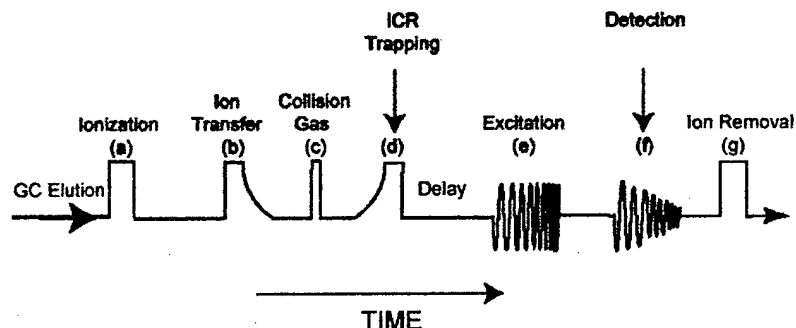 ICR
Trapping
Detection
Ionization
(a)
Ion
Transfer
(b)
Collision
Gas
(c)
(d)
Excitation
(e)
(f)
Ion Removal
(g)
GC Elution
Delay
TIME